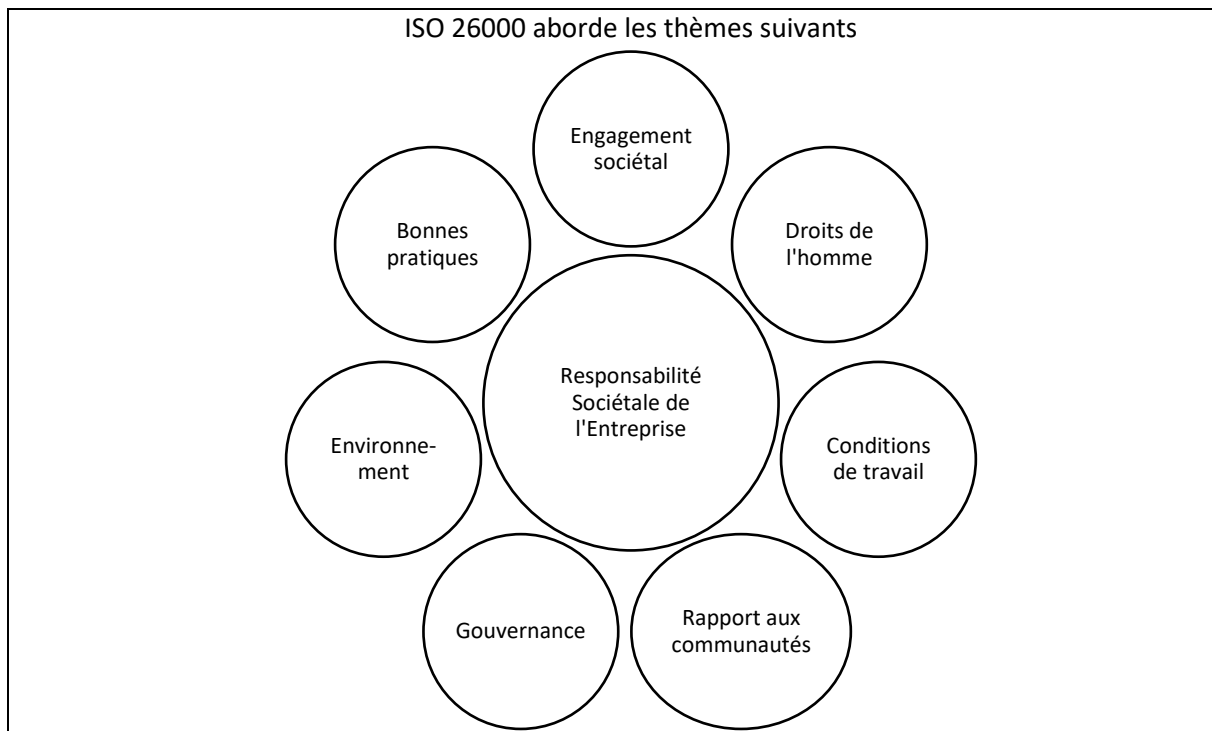 ISO 26000 aborde les thèmes suivants
Engagement
sociétal
Bonnes
pratiques
Droits de
l'homme
Responsabilité
Sociétale de
l'Entreprise
Environne-
ment
Conditions
de travail
Gouvernance
Rapport aux
communautés